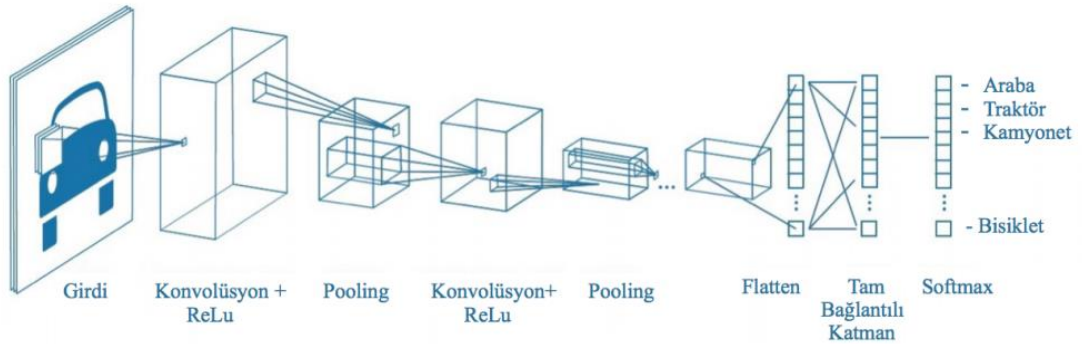 - Araba
- Traktör
- Kamyonet
- Bisiklet
Girdi
Konvolüsyon +
ReLu
Pooling
Konvolüsyon+
ReLu
Pooling
Flatten
Tam
Bağlantılı
Katman
Softmax